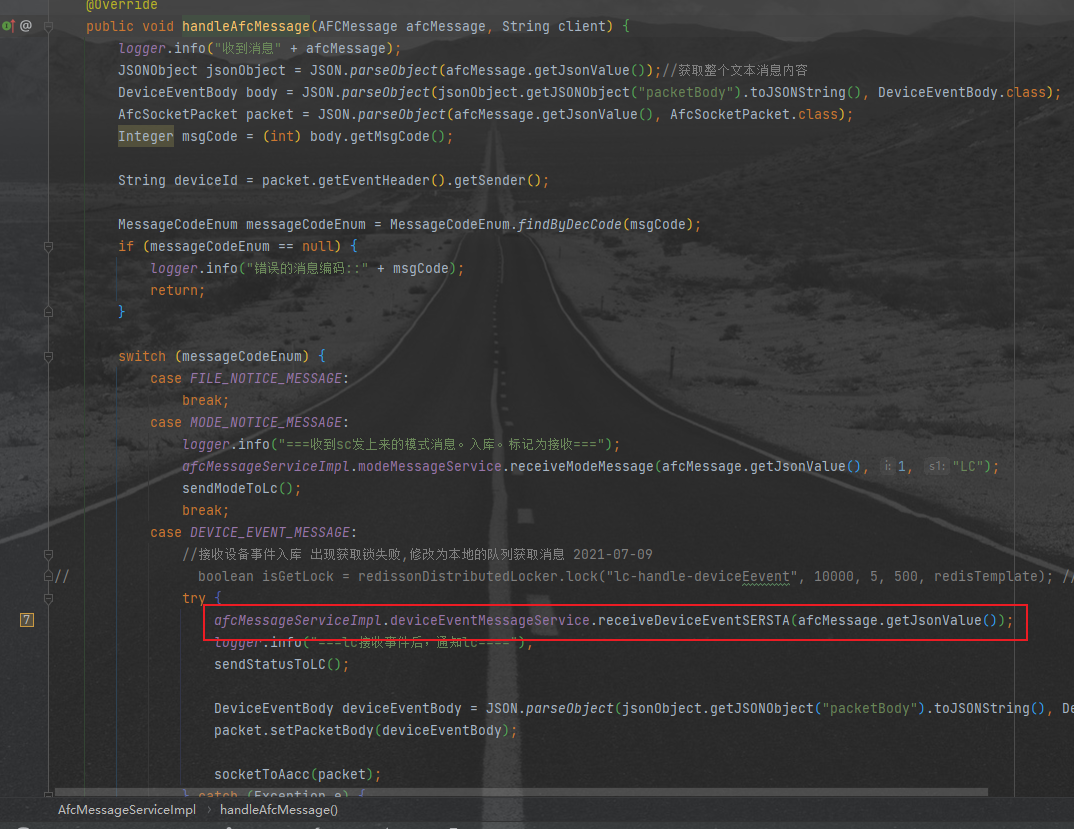 @Override
@ public void handleAfcMessage(AFCMessage afcMessage, String client) {
logger.info("收到消息" + afcMessage);
JSONObject jsonObject = JSON.parseObject(afcMessage.getJsonValue());//获取整个文本消息内容
DeviceEventBody body = JSON.parseObject(jsonObject.getJSONObject("packetBody").toJSONString(), DeviceEventBody.class);
AfcSocketPacket packet = JSON.parseObject(afcMessage.getJsonValue(), AfcSocketPacket.class);
Integer msgCode = (int) body.getMsgCode();
String deviceId = packet.getEventHeader().getSender();
MessageCodeEnum messageCodeEnum = MessageCodeEnum.findByDecCode(msgCode);
if (messageCodeEnum == null) {
logger.info("错误的消息编码::" + msgCode);
return;
}
switch (messageCodeEnum) {
case FILE_NOTICE_MESSAGE:
break;
case MODE_NOTICE_MESSAGE:
logger.info("===收到sc发上来的模式消息。入库。标记为接收===");
afcMessageServiceImpl.modeMessageService.receiveModeMessage(afcMessage.getJsonValue(), i: 1, s1: "LC");
sendModeToLc();
break;
case DEVICE_EVENT_MESSAGE:
//接收设备事件入库 出现获取锁失败,修改为本地的队列获取消息 2021-07-09
// boolean isGetLock = redissonDistributedLocker.lock("lc-handle-deviceEevent", 10000, 5, 500, redisTemplate); //
try {
7 afcMessageServiceImpl.deviceEventMessageService.receiveDeviceEventSERSTA(afcMessage.getJsonValue());
logger.info("===lc接收事件后，通知lc====");
sendStatusToLC();
DeviceEventBody deviceEventBody = JSON.parseObject(jsonObject.getJSONObject("packetBody").toJSONString(), De
packet.setPacketBody(deviceEventBody);
socketToAacc(packet);
} catch (Exception e) {
AfcMessageServiceImpl › handleAfcMessage()